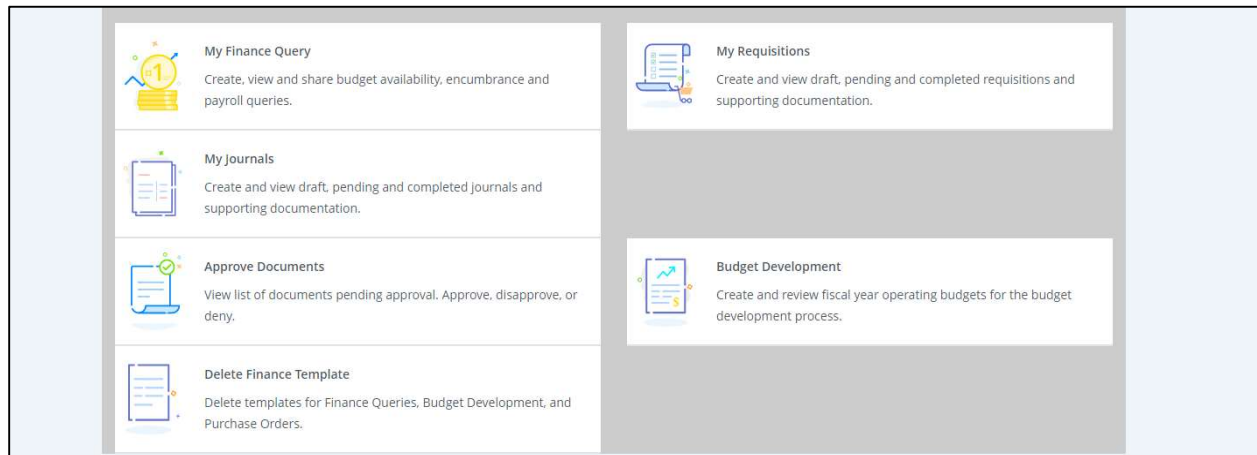 My Finance Query
Create, view and share budget availability, encumbrance and
payroll queries.
My Requisitions
Create and view draft, pending and completed requisitions and
supporting documentation.
My Journals
Create and view draft, pending and completed journals and
supporting documentation.
Approve Documents
View list of documents pending approval. Approve, disapprove, or
deny.
Budget Development
Create and review fiscal year operating budgets for the budget
development process.
Delete Finance Template
Delete templates for Finance Queries, Budget Development, and
Purchase Orders.